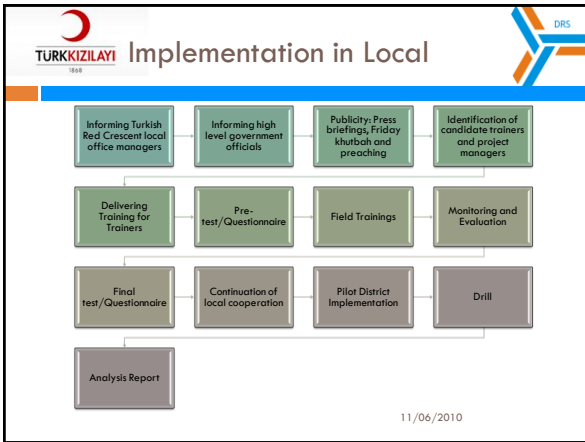 TÜRKKIZILAYI
1868
Implementation in Local
DRS
Informing Turkish
Red Crescent local
office managers
Informing high
level government
officials
Publicity: Press
briefings, Friday
khutbah and
preaching
Identification of
candidate trainers
and project
managers
Delivering
Training for
Trainers
Pre-
test/Questionnaire
Field Trainings
Monitoring and
Evaluation
Final
test/Questionnaire
Continuation of
local cooperation
Pilot District
Implementation
Drill
Analysis Report
11/06/2010